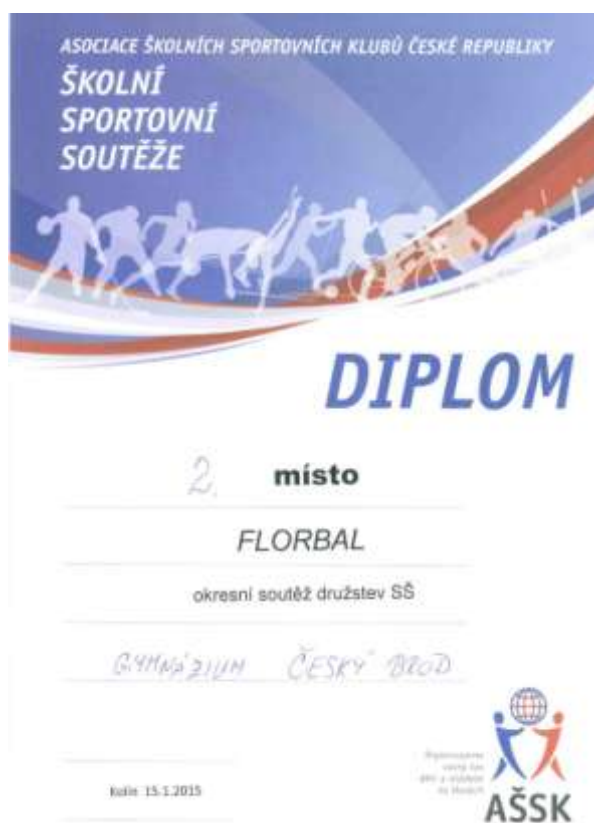 ASOCIACE ŠKOLNÍCH SPORTOVNÍCH KLUBŮ ČESKÉ REPUBLIKY
ŠKOLNÍ
SPORTOVNÍ
SOUTĚŽE
DIPLOM
2. místo
FLORBAL
okresní soutěž družstev SŠ
GYMNÁZIUM ČESKÝ BROD
Kolín 15.1.2015
AŠSK